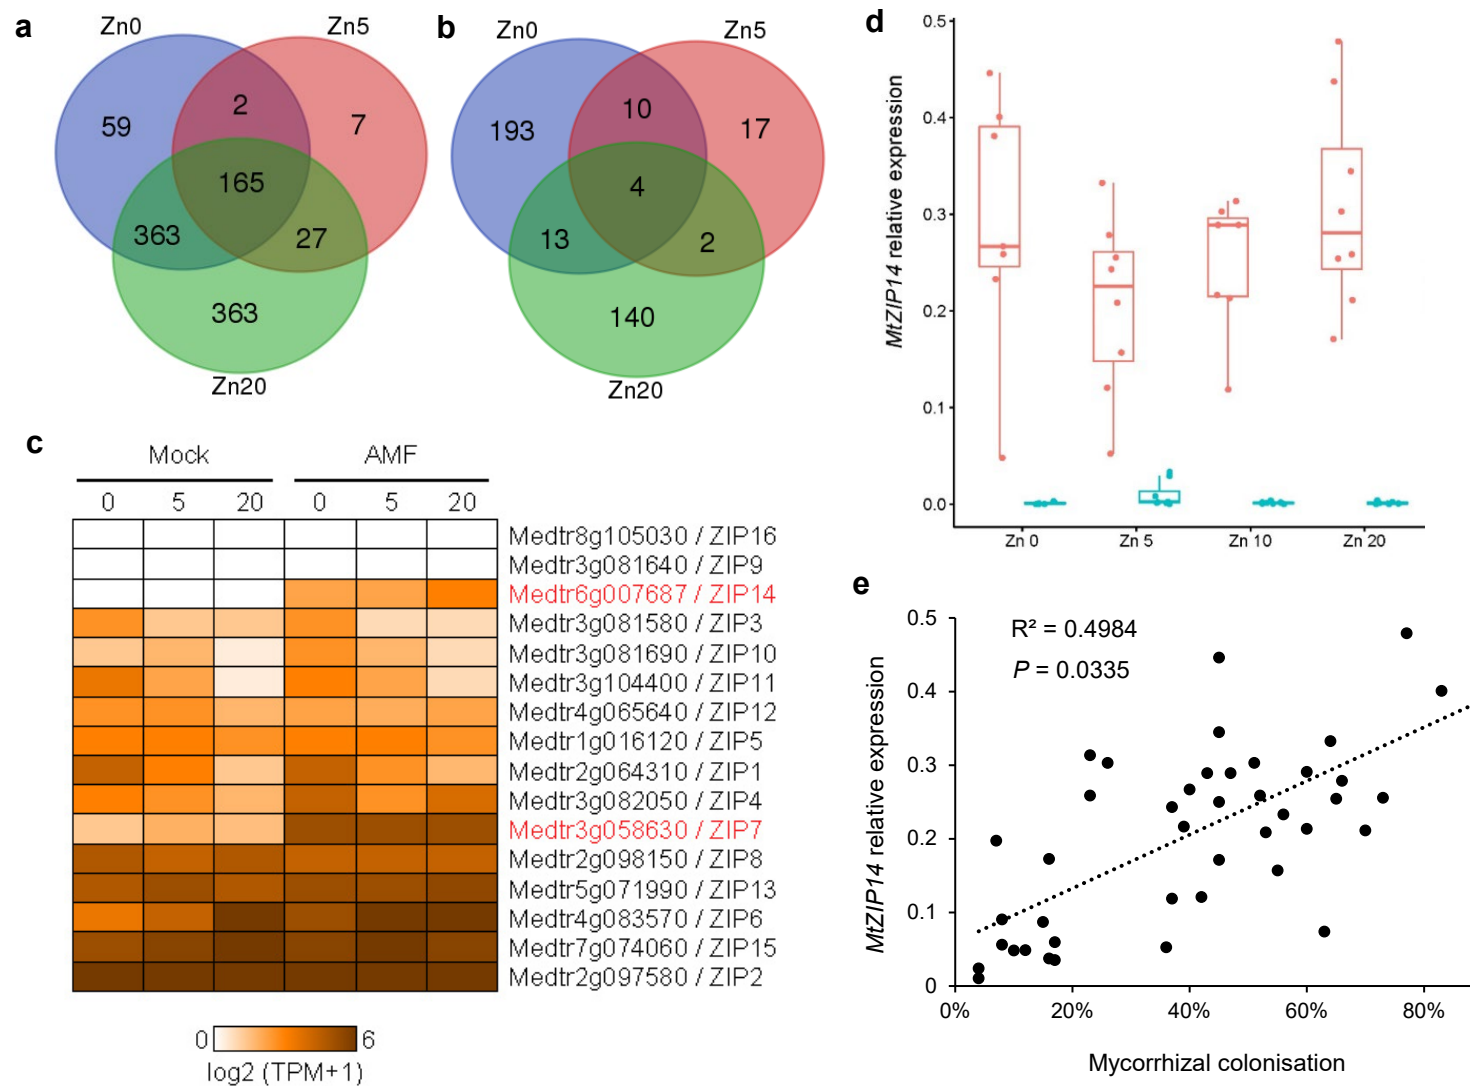 a
Zn0
Zn5
59
2
7
165
363
27
363
Zn20
b
Zn0
Zn5
193
10
17
4
13
2
140
Zn20
c
Mock
AMF
0 5 20 0 5 20
Medtr8g105030 / ZIP16
Medtr3g081640 / ZIP9
Medtr6g007687 / ZIP14
Medtr3g081580 / ZIP3
Medtr3g081690 / ZIP10
Medtr3g104400 / ZIP11
Medtr4g065640 / ZIP12
Medtr1g016120 / ZIP5
Medtr2g064310 / ZIP1
Medtr3g082050 / ZIP4
Medtr3g058630 / ZIP7
Medtr2g098150 / ZIP8
Medtr5g071990 / ZIP13
Medtr4g083570 / ZIP6
Medtr7g074060 / ZIP15
Medtr2g097580 / ZIP2
0 6
log2 (TPM+1)
d
MtZIP14 relative expression
0.5
0.4
0.3
0.2
0.1
0.0
Zn 0
Zn 5
Zn 10
Zn 20
e
MtZIP14 relative expression
0.5
0.4
0.3
0.2
0.1
0
R² = 0.4984
P = 0.0335
0% 20% 40% 60% 80%
Mycorrhizal colonisation